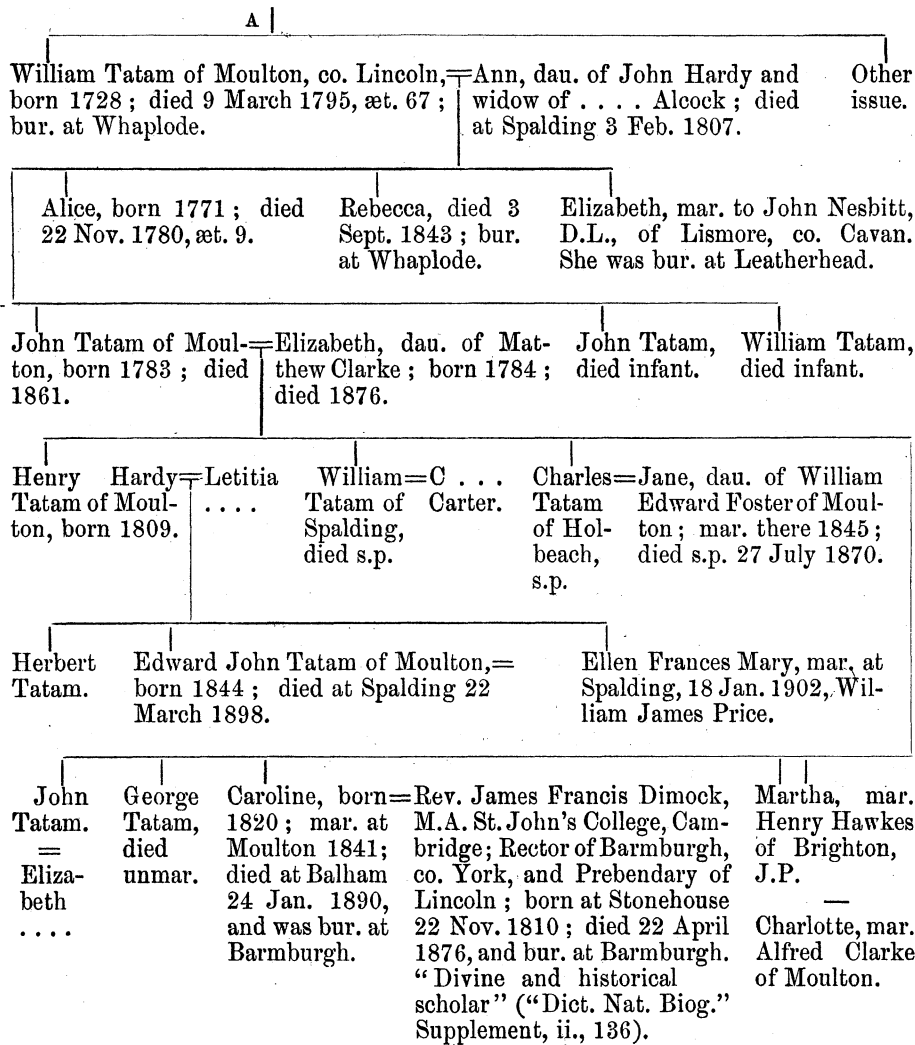 A
William Tatam of Moulton, co. Lincoln,
born 1728 ; died 9 March 1795, æt. 67 ;
bur. at Whaplode.
=Ann, dau. of John Hardy and
widow of . . . . Alcock ; died
at Spalding 3 Feb. 1807.
Other
issue.
Alice, born 1771 ; died
22 Nov. 1780, æt. 9.
Rebecca, died 3
Sept. 1843 ; bur.
at Whaplode.
Elizabeth, mar. to John Nesbitt,
D.L., of Lismore, co. Cavan.
She was bur. at Leatherhead.
John Tatam of Moul-
ton, born 1783 ; died
1861.
=Elizabeth, dau. of Mat-
thew Clarke ; born 1784 ;
died 1876.
John Tatam,
died infant.
William Tatam,
died infant.
Henry Hardy
Tatam of Moul-
ton, born 1809.
=Letitia
. . . .
William
Tatam of
Spalding,
died s.p.
=C . . .
Carter.
Charles
Tatam
of Hol-
beach,
s.p.
=Jane, dau. of William
Edward Foster of Moul-
ton ; mar. there 1845 ;
died s.p. 27 July 1870.
Herbert
Tatam.
Edward John Tatam of Moulton,=
born 1844 ; died at Spalding 22
March 1898.
Ellen Frances Mary, mar. at
Spalding, 18 Jan. 1902, Wil-
liam James Price.
John
Tatam.
=
Eliza-
beth
. . . .
George
Tatam,
died
unmar.
Caroline, born
1820 ; mar. at
Moulton 1841;
died at Balham
24 Jan. 1890,
and was bur. at
Barmburgh.
=Rev. James Francis Dimock,
M.A. St. John's College, Cam-
bridge; Rector of Barmburgh,
co. York, and Prebendary of
Lincoln ; born at Stonehouse
22 Nov. 1810 ; died 22 April
1876, and bur. at Barmburgh.
“Divine and historical
scholar” (“Dict. Nat. Biog.”
Supplement, ii., 136).
Martha, mar.
Henry Hawkes
of Brighton,
J.P.
—
Charlotte, mar.
Alfred Clarke
of Moulton.